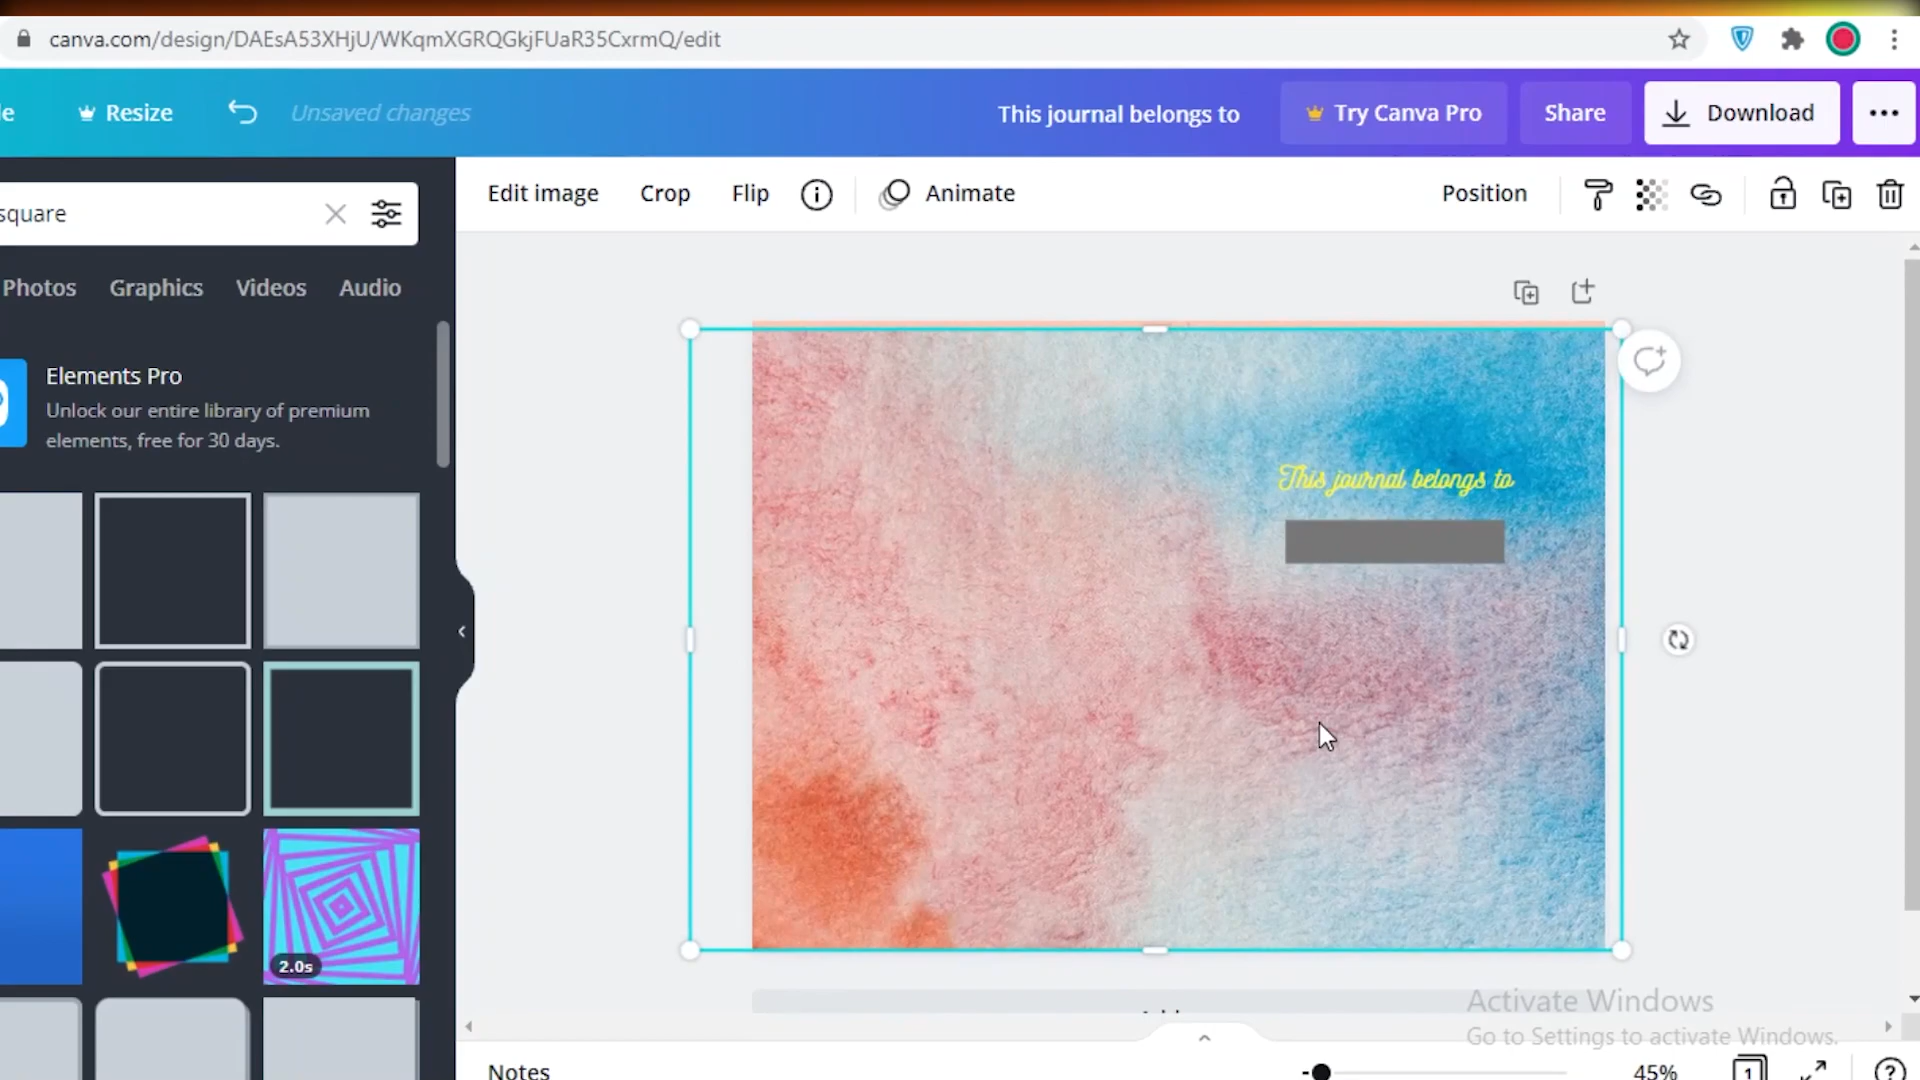 canva.com/design/DAEsA53XHjU/WKqmXGRQGkjFUaR35CxrmQ/edit
le Resize Unsaved changes This journal belongs to Try Canva Pro Share Download
square
Edit image Crop Flip Animate Position
Photos Graphics Videos Audio
Elements Pro
Unlock our entire library of premium
elements, free for 30 days.
This journal belongs to
2.0s
Activate Windows
Go to Settings to activate Windows.
Notes 45% 1